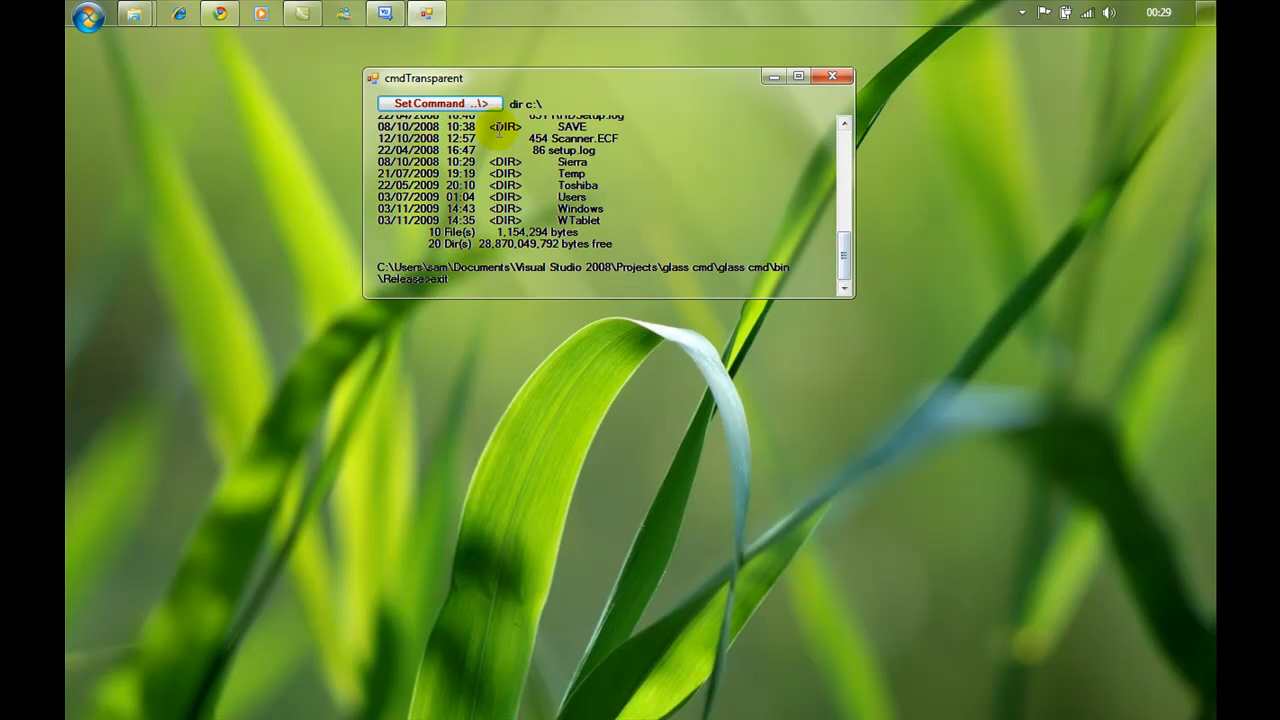 00:29
cmdTransparent
Set Command ..\>
dir c:\
08/10/2008 10:38 <DIR> SAVE
12/10/2008 12:57 454 Scanner.ECF
22/04/2008 16:47 86 setup.log
08/10/2008 10:29 <DIR> Sierra
21/07/2009 19:19 <DIR> Temp
22/05/2009 20:10 <DIR> Toshiba
03/07/2009 01:04 <DIR> Users
03/11/2009 14:43 <DIR> Windows
03/11/2009 14:35 <DIR> WTablet
10 File(s) 1,154,294 bytes
20 Dir(s) 28,870,049,792 bytes free
C:\Users\sam\Documents\Visual Studio 2008\Projects\glass cmd\glass cmd\bin
\Release>exit